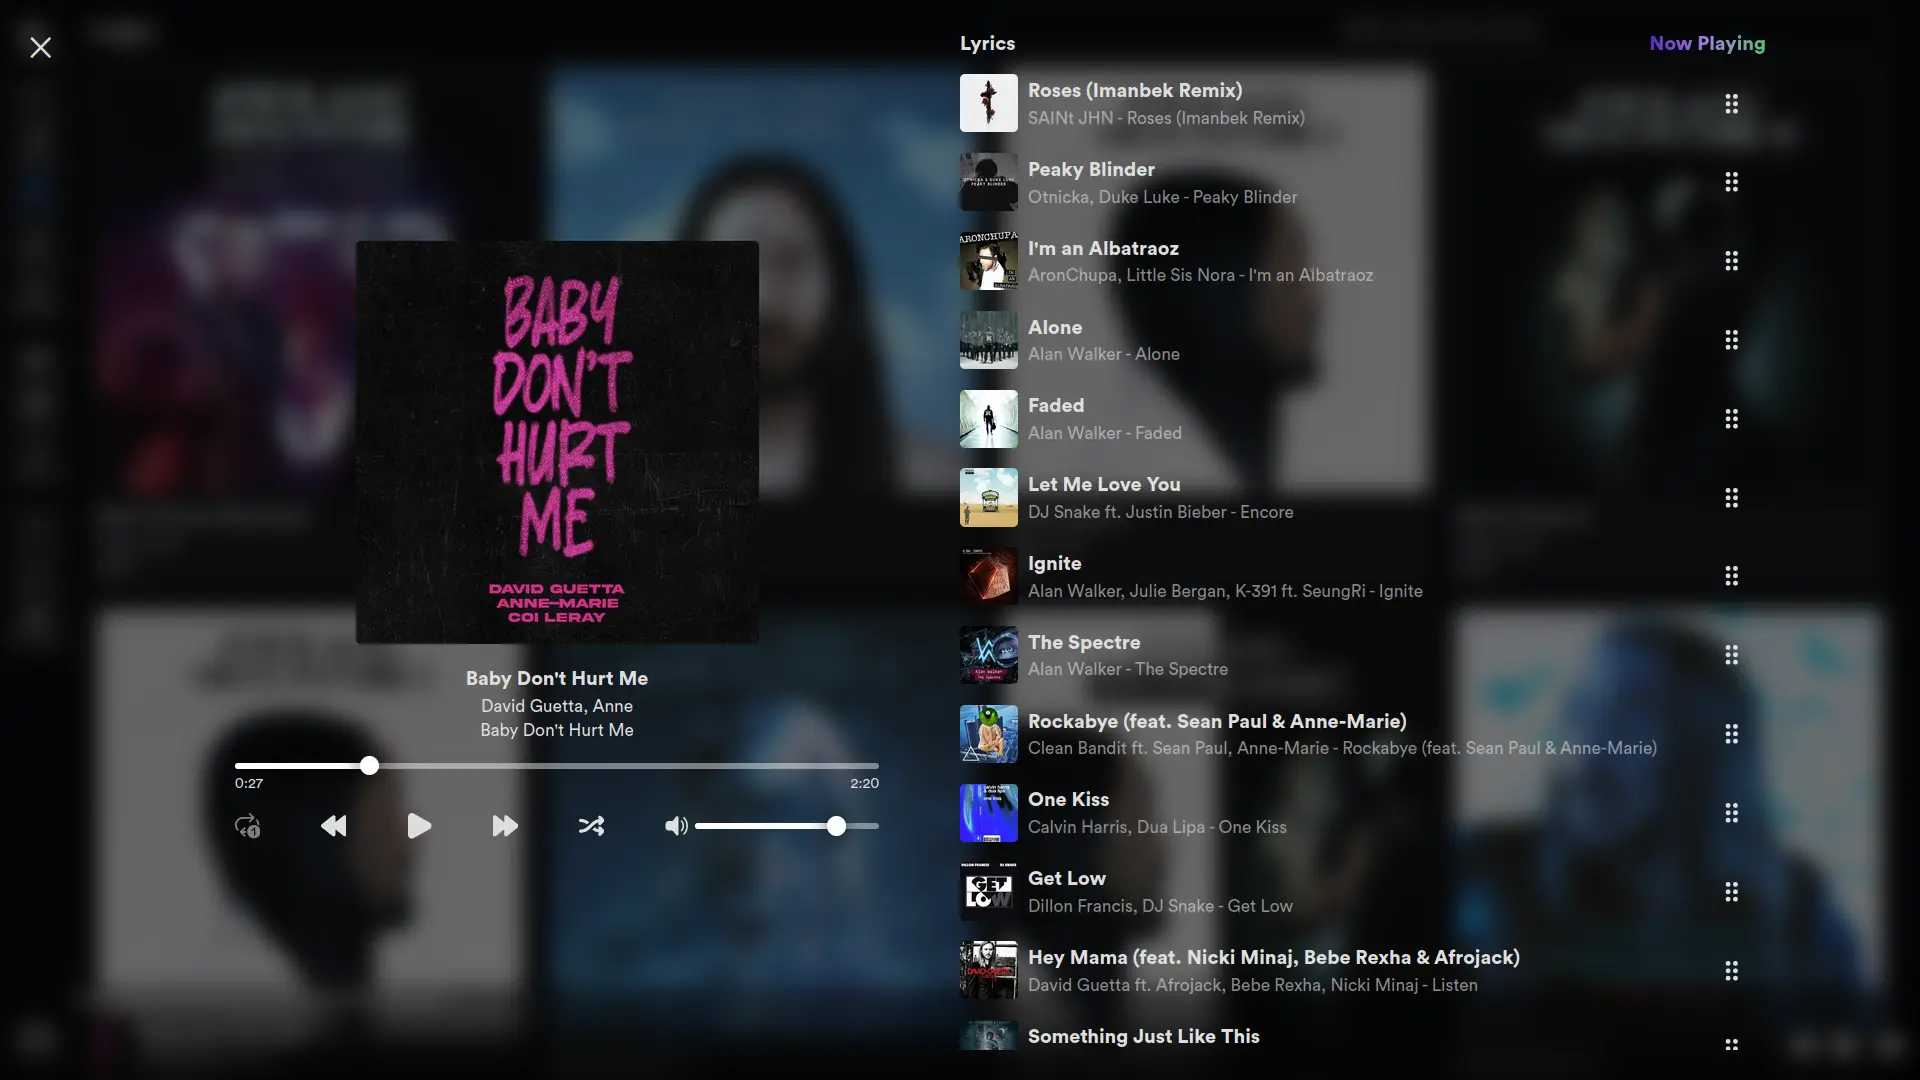 Lyrics
Now Playing
Roses (Imanbek Remix)
SAINt JHN - Roses (Imanbek Remix)
Peaky Blinder
Otnicka, Duke Luke - Peaky Blinder
I'm an Albatraoz
AronChupa, Little Sis Nora - I'm an Albatraoz
Alone
Alan Walker - Alone
Faded
Alan Walker - Faded
Let Me Love You
DJ Snake ft. Justin Bieber - Encore
Ignite
Alan Walker, Julie Bergan, K-391 ft. SeungRi - Ignite
The Spectre
Alan Walker - The Spectre
Rockabye (feat. Sean Paul & Anne-Marie)
Clean Bandit ft. Sean Paul, Anne-Marie - Rockabye (feat. Sean Paul & Anne-Marie)
One Kiss
Calvin Harris, Dua Lipa - One Kiss
GET
LOW
Get Low
Dillon Francis, DJ Snake - Get Low
Hey Mama (feat. Nicki Minaj, Bebe Rexha & Afrojack)
David Guetta ft. Afrojack, Bebe Rexha, Nicki Minaj - Listen
Something Just Like This
BABY
DON'T
HURT
ME
DAVID GUETTA
ANNE-MARIE
COI LERAY
Baby Don't Hurt Me
David Guetta, Anne
Baby Don't Hurt Me
0:27
2:20
1